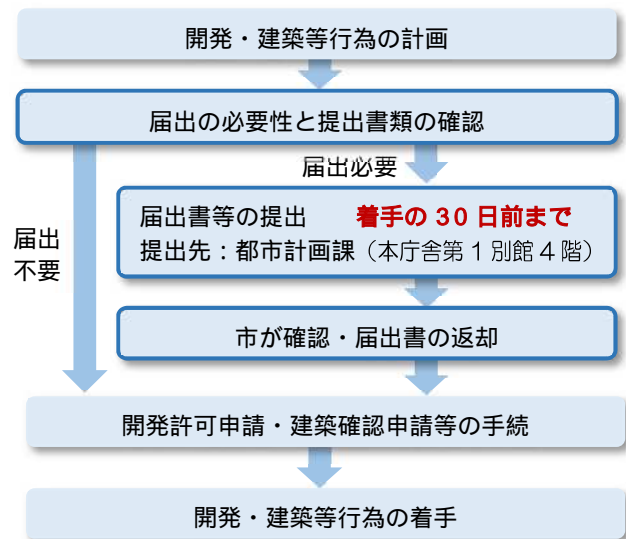 開発・建築等行為の計画
届出の必要性と提出書類の確認
届出必要
届出
不要
届出書等の提出 着手の 30 日前まで
提出先：都市計画課（本庁舎第１別館４階）
市が確認・届出書の返却
開発許可申請・建築確認申請等の手続
開発・建築等行為の着手